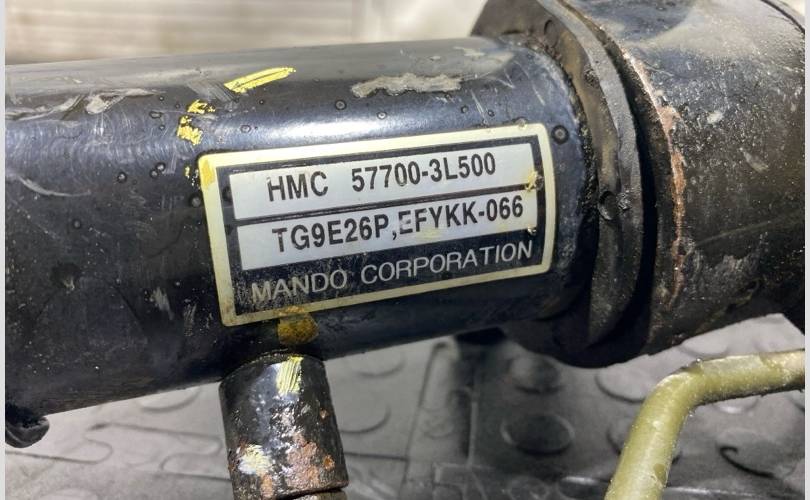 HMC 57700-3L500
TG9E26P,EFYKK-066
MANDO CORPORATION